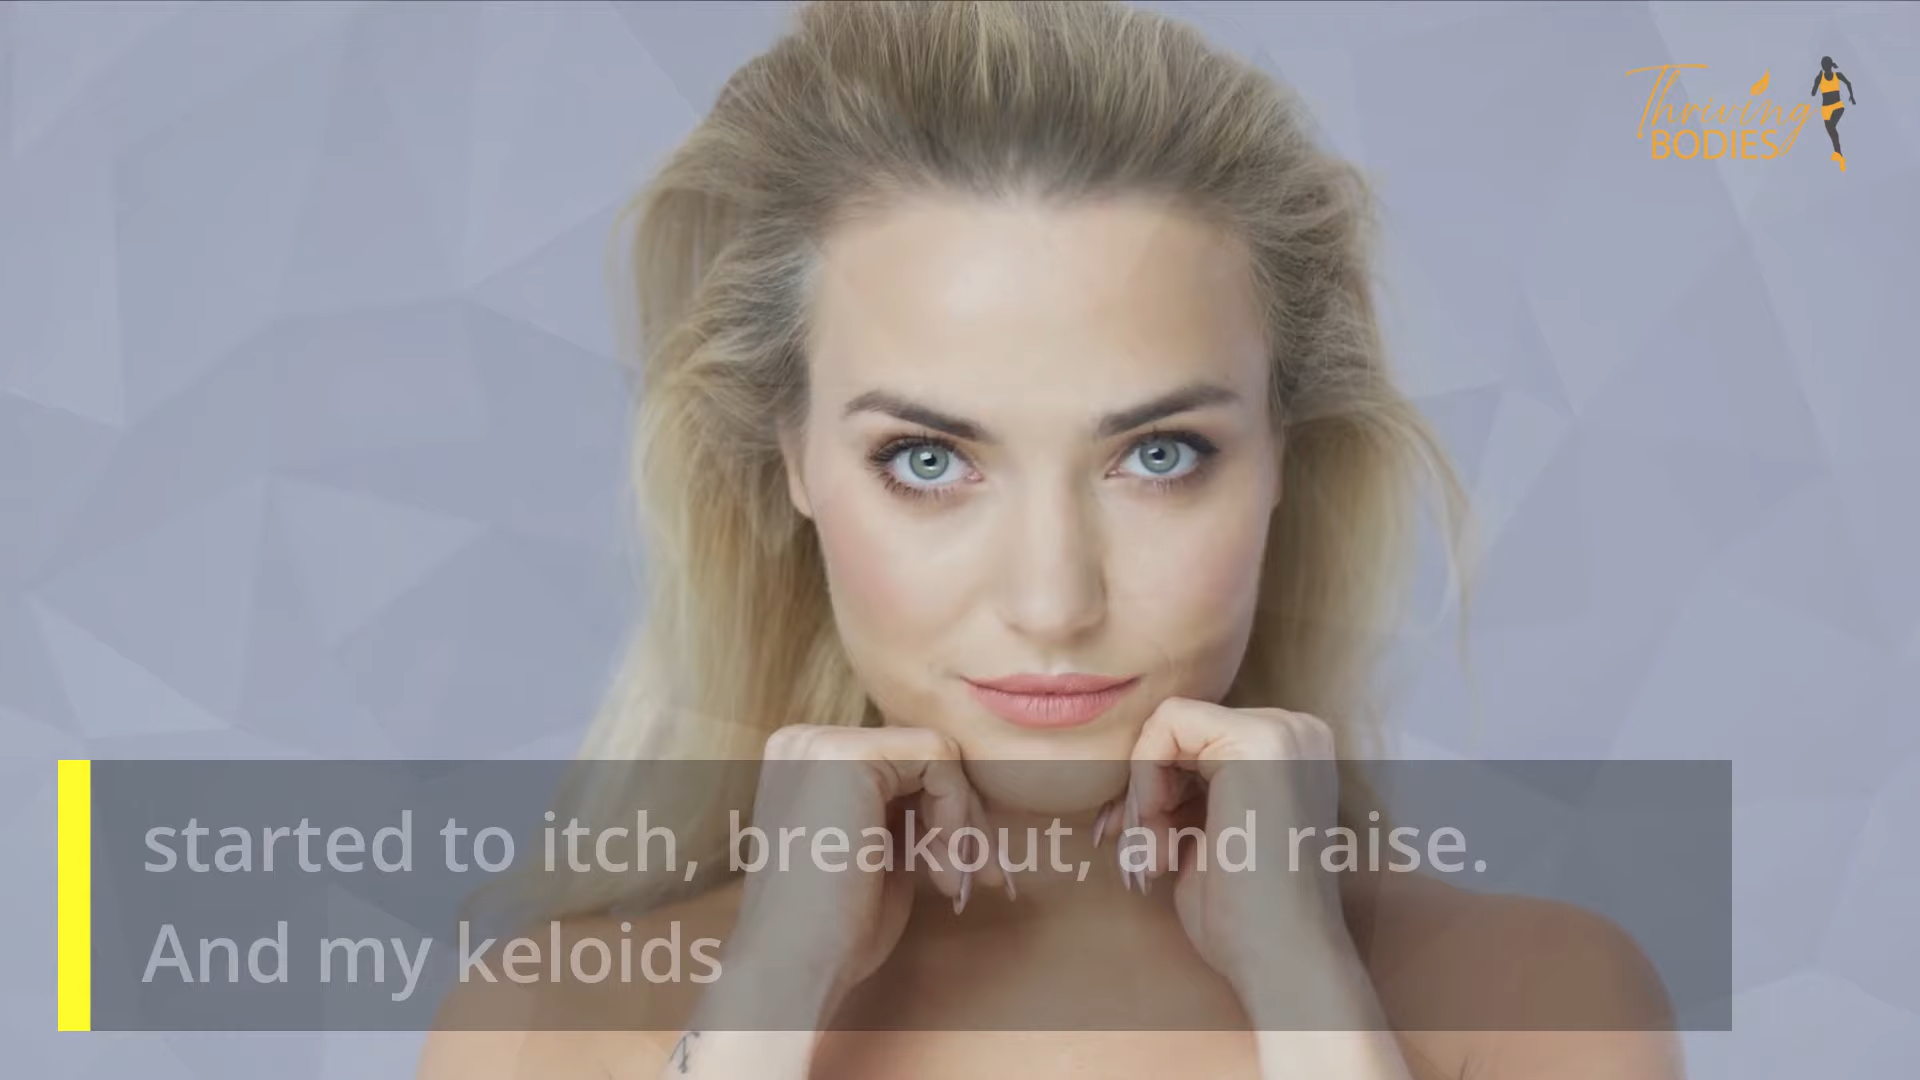 Thriving
BODIES
started to itch, breakout, and raise.
And my keloids